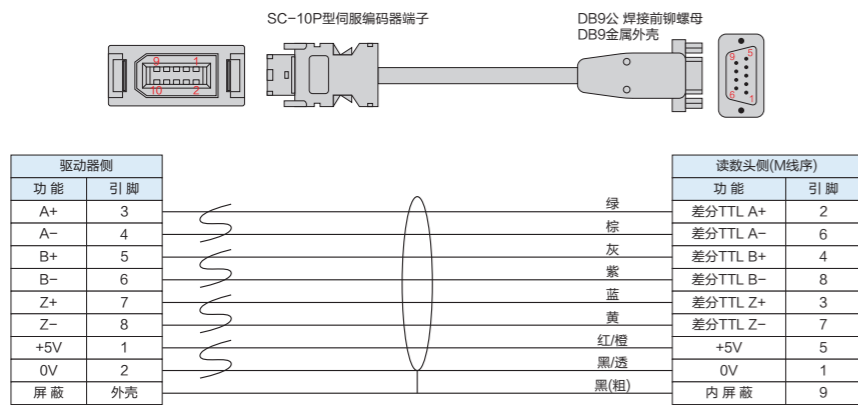 SC-10P型伺服编码器端子
DB9公 焊接前铆螺母
DB9金属外壳
9 1
10 2
5
9
6
1
驱动器侧
读数头侧(M线序)
功 能 引 脚
功 能 引 脚
A+ 3 绿 差分TTL A+ 2
A- 4 棕 差分TTL A- 6
B+ 5 灰 差分TTL B+ 4
B- 6 紫 差分TTL B- 8
Z+ 7 蓝 差分TTL Z+ 3
Z- 8 黄 差分TTL Z- 7
+5V 1 红/橙 +5V 5
0V 2 黑/透 0V 1
屏 蔽 外壳 黑(粗) 内 屏 蔽 9